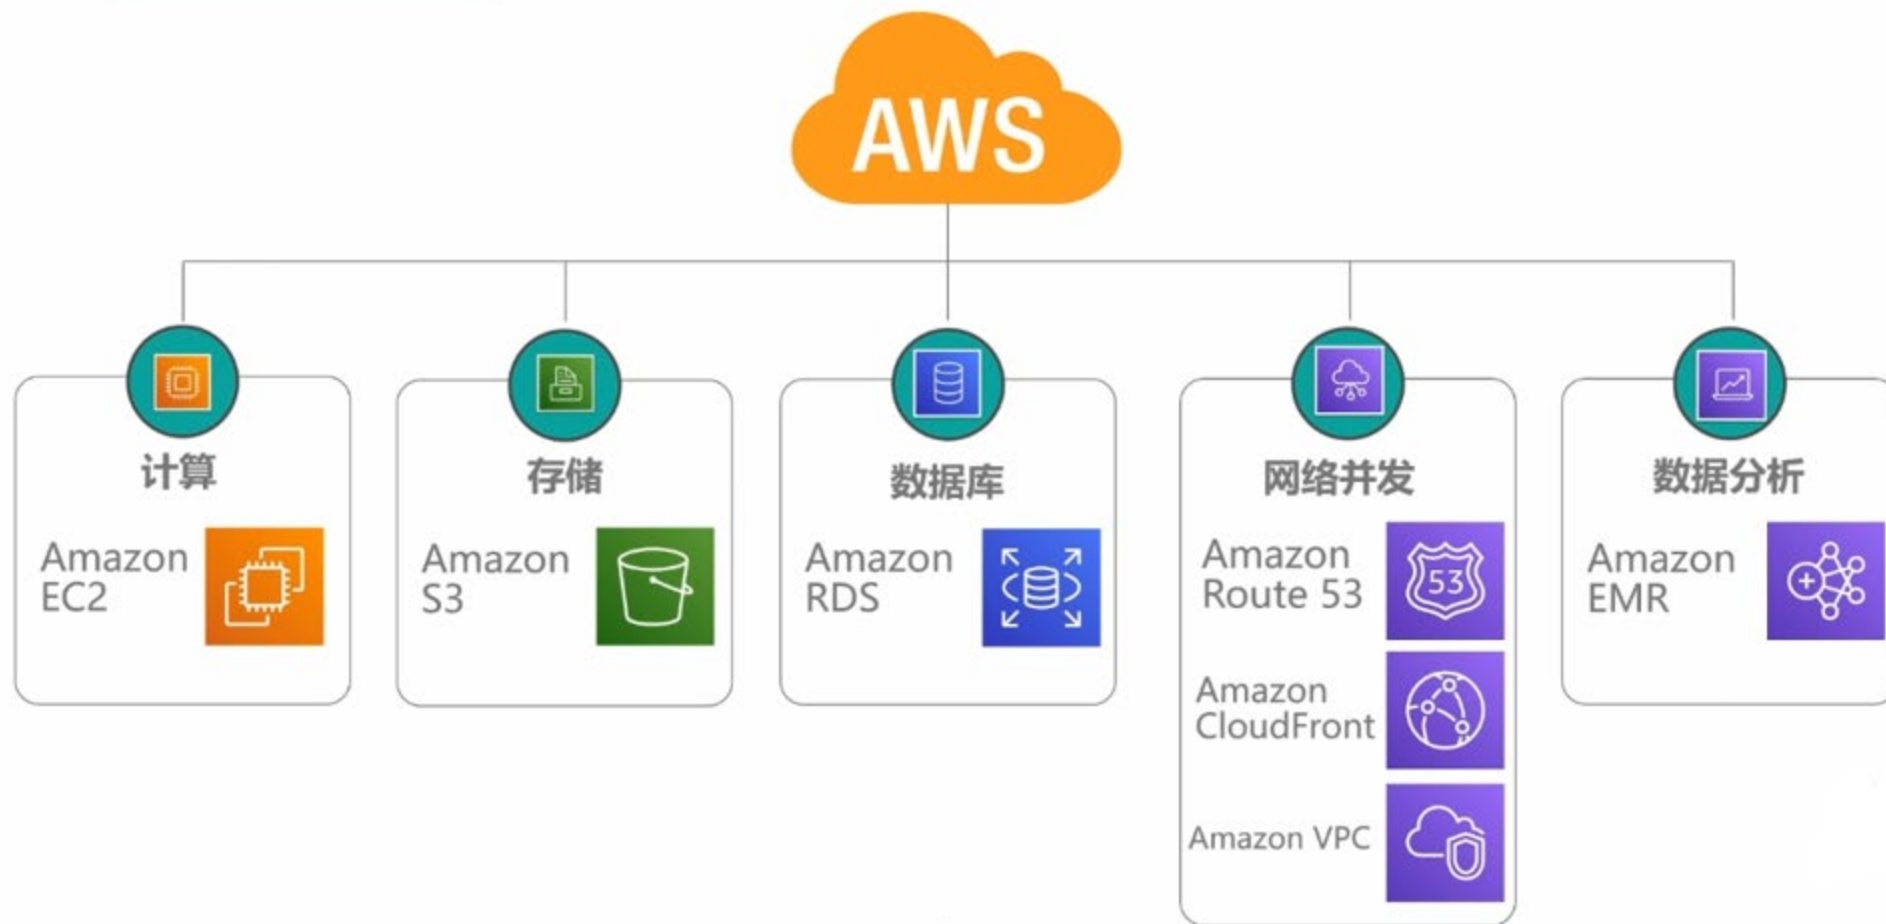 AWS
计算
Amazon
EC2
存储
Amazon
S3
数据库
Amazon
RDS
网络并发
Amazon
Route 53
53
Amazon
CloudFront
Amazon VPC
数据分析
Amazon
EMR